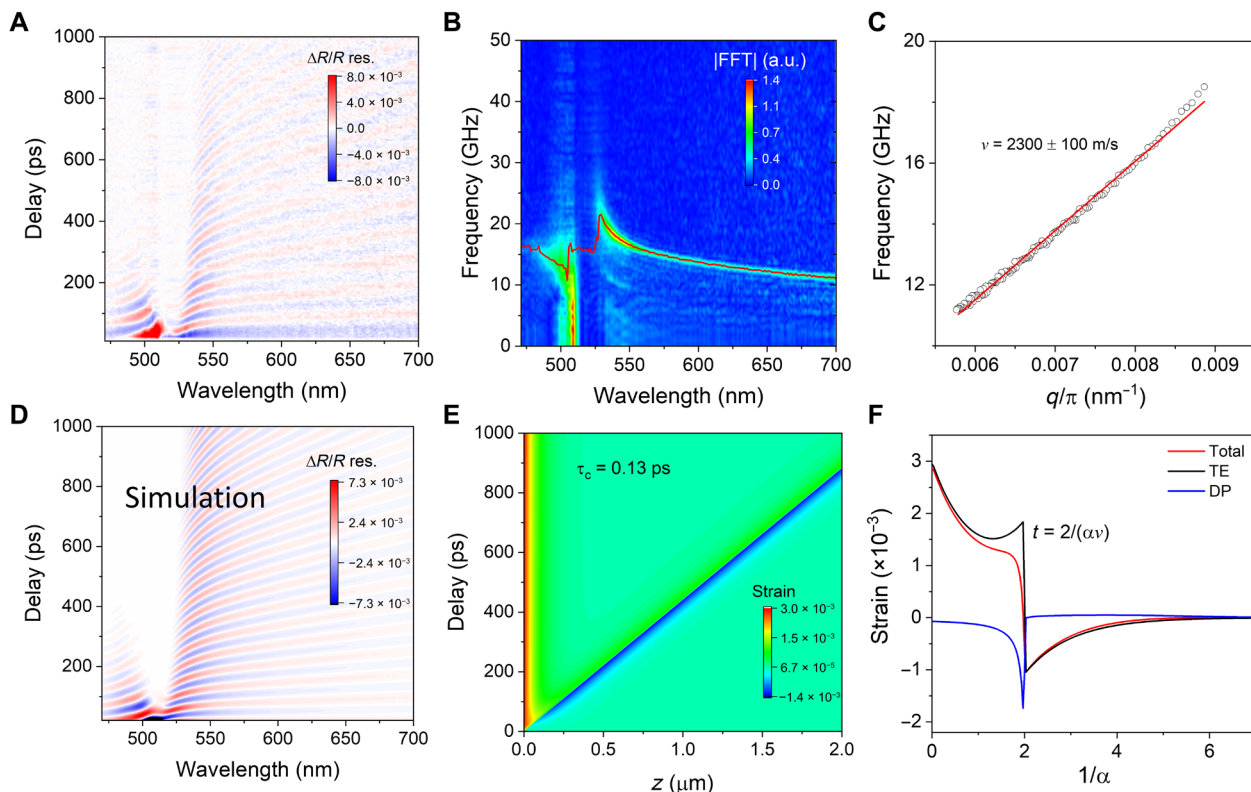 A
1000
800
600
400
200
Delay (ps)
ΔR/R res.
8.0 × 10⁻³
4.0 × 10⁻³
0.0
−4.0 × 10⁻³
−8.0 × 10⁻³
500 550 600 650 700
Wavelength (nm)
B
50
40
30
20
10
0
Frequency (GHz)
|FFT| (a.u.)
1.4
1.1
0.7
0.4
0.0
500 550 600 650 700
Wavelength (nm)
C
20
16
12
Frequency (GHz)
v = 2300 ± 100 m/s
0.006 0.007 0.008 0.009
q/π (nm⁻¹)
D
1000
800
600
400
200
Delay (ps)
Simulation
ΔR/R res.
7.3 × 10⁻³
2.4 × 10⁻³
−2.4 × 10⁻³
−7.3 × 10⁻³
500 550 600 650 700
Wavelength (nm)
E
1000
800
600
400
200
0
Delay (ps)
τc = 0.13 ps
Strain
3.0 × 10⁻³
1.5 × 10⁻³
6.7 × 10⁻⁵
−1.4 × 10⁻³
0.0 0.5 1.0 1.5 2.0
z (μm)
F
3
2
1
0
−1
−2
Strain (×10⁻³)
Total
TE
DP
t = 2/(αv)
0 2 4 6
1/α